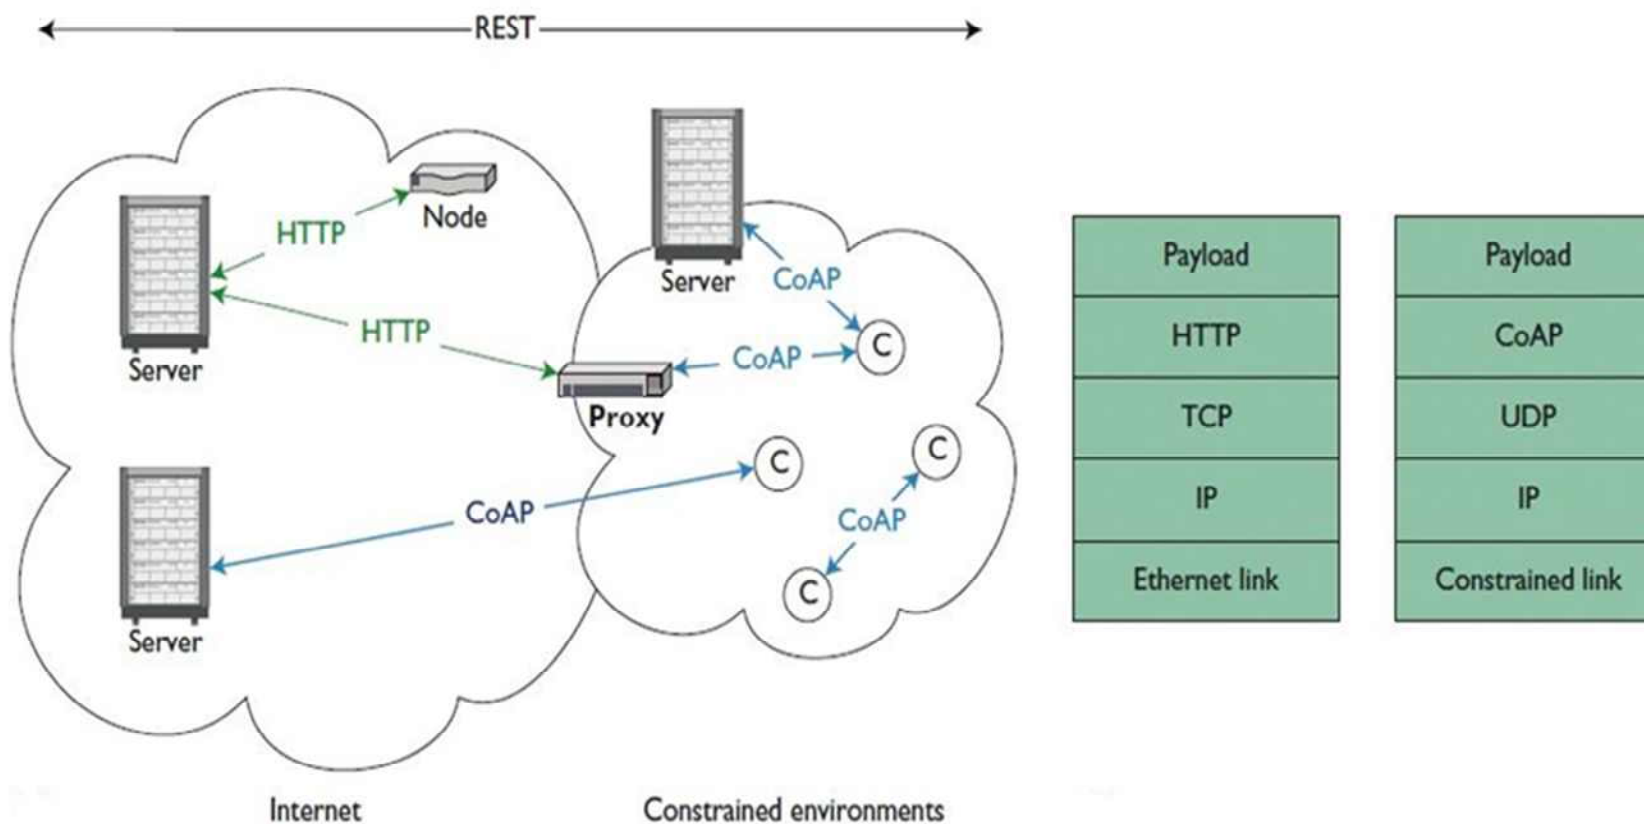 REST
HTTP
Node
Server
HTTP
Server
CoAP
CoAP
Proxy
C
C
C
CoAP
CoAP
C
Server
Internet
Constrained environments
Payload
HTTP
TCP
IP
Ethernet link
Payload
CoAP
UDP
IP
Constrained link